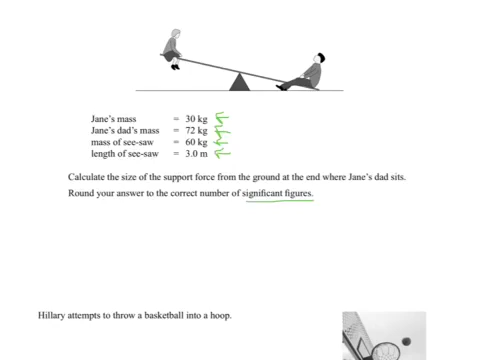 Jane's mass = 30 kg
Jane's dad's mass = 72 kg
mass of see-saw = 60 kg
length of see-saw = 3.0 m
Calculate the size of the support force from the ground at the end where Jane's dad sits.
Round your answer to the correct number of significant figures.
Hillary attempts to throw a basketball into a hoop.